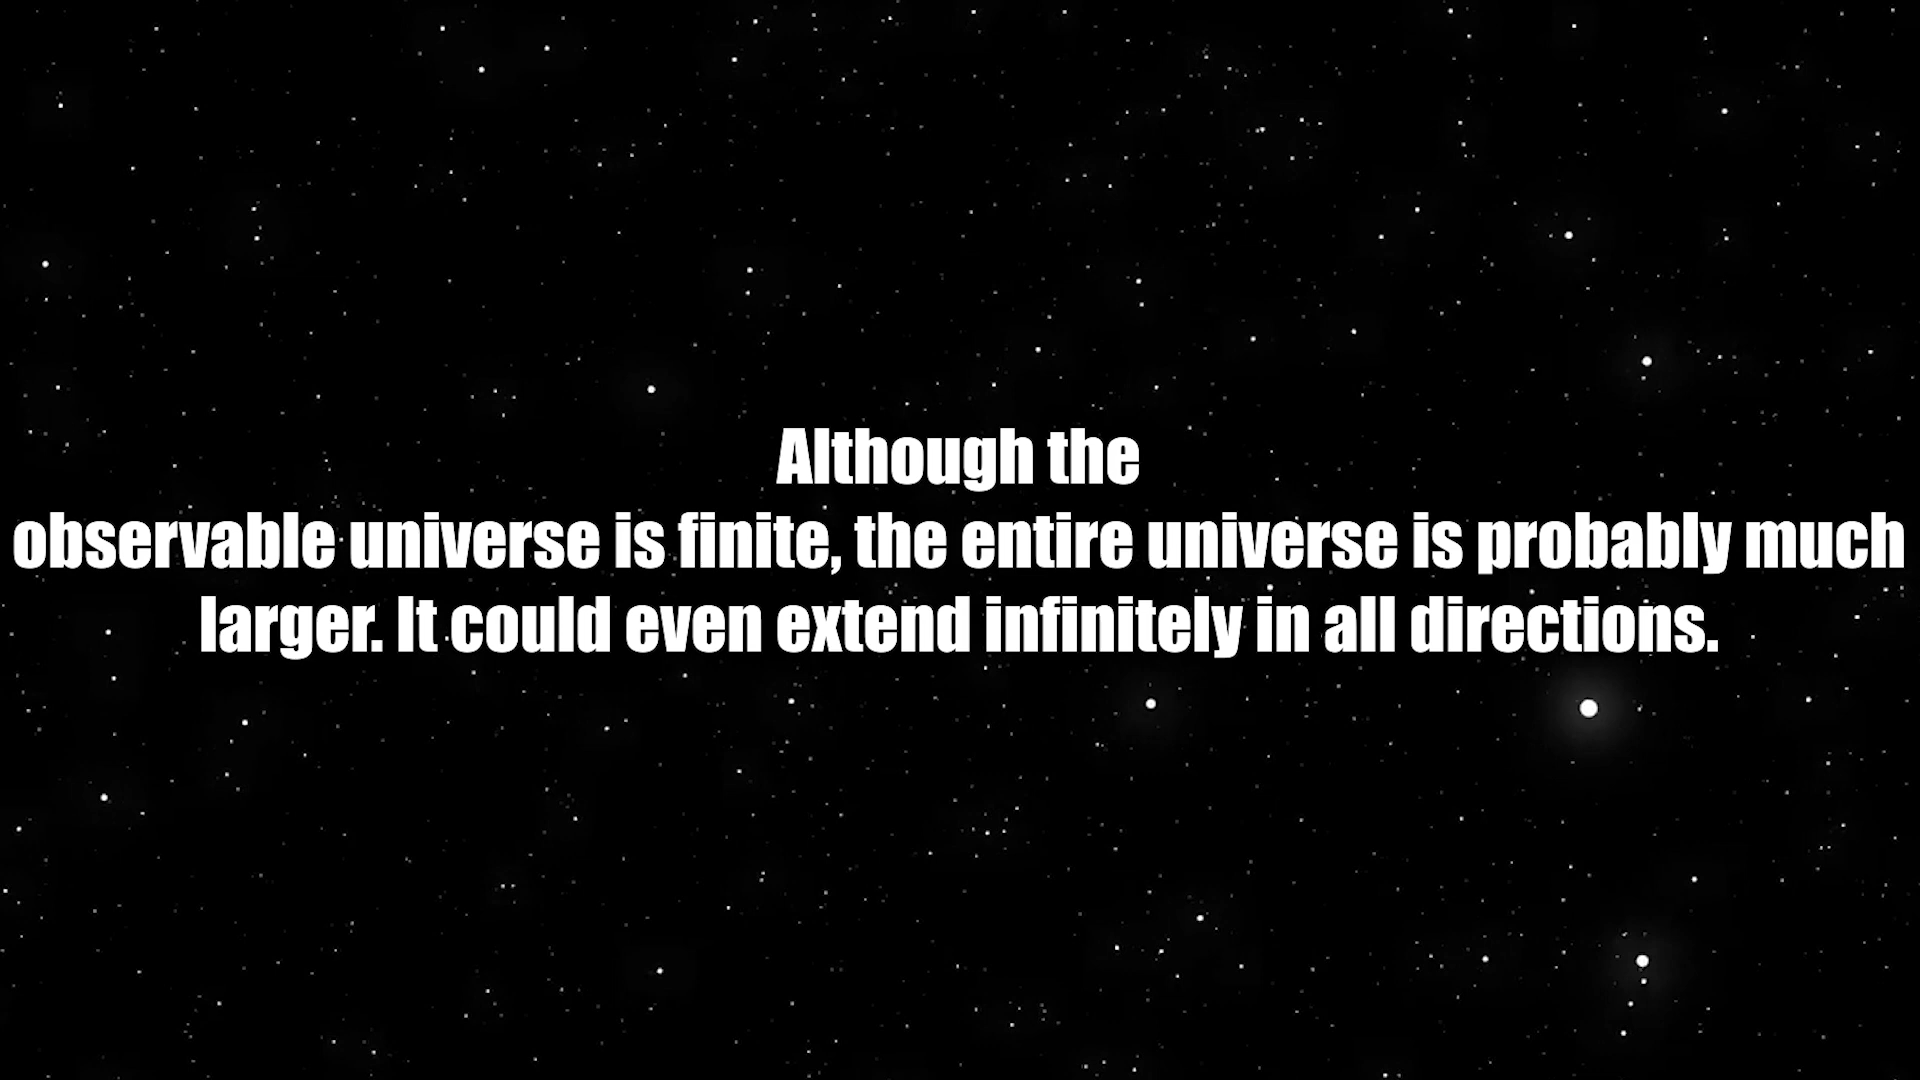 Although the
observable universe is finite, the entire universe is probably much
larger. It could even extend infinitely in all directions.